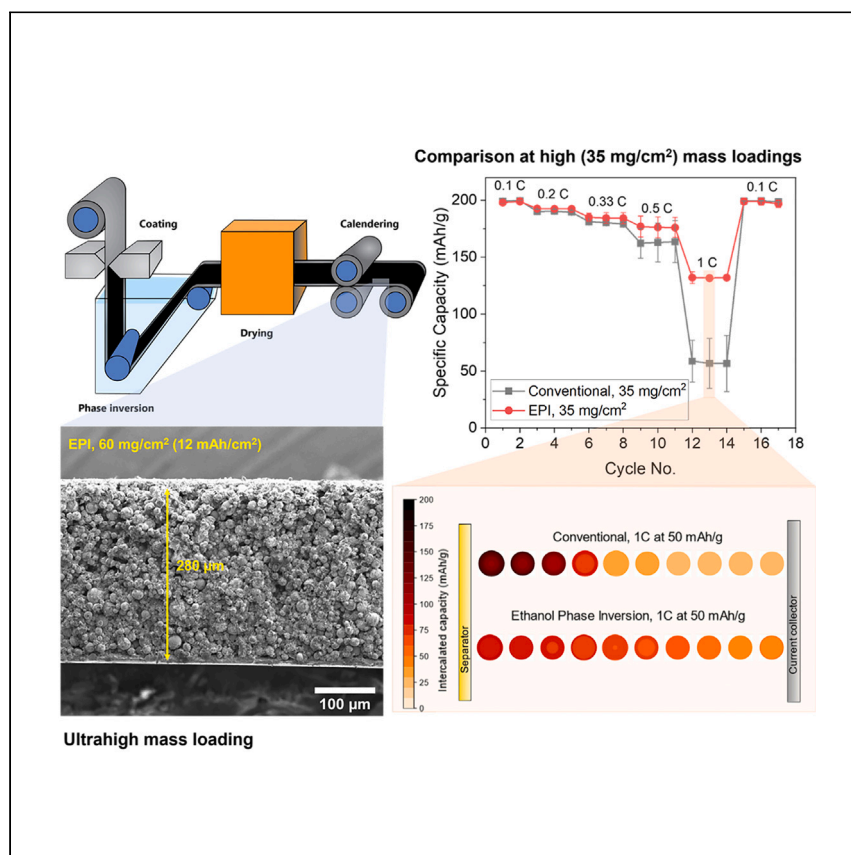 Coating
Calendering
Drying
Phase inversion
Comparison at high (35 mg/cm²) mass loadings
Specific Capacity (mAh/g)
200
150
100
50
0
0.1 C
0.2 C
0.33 C
0.5 C
1 C
0.1 C
Conventional, 35 mg/cm²
EPI, 35 mg/cm²
0 2 4 6 8 10 12 14 16 18
Cycle No.
EPI, 60 mg/cm² (12 mAh/cm²)
280 µm
100 µm
Ultrahigh mass loading
Intercalated capacity (mAh/g)
200
175
150
125
100
75
50
25
0
Separator
Conventional, 1C at 50 mAh/g
Ethanol Phase Inversion, 1C at 50 mAh/g
Current collector